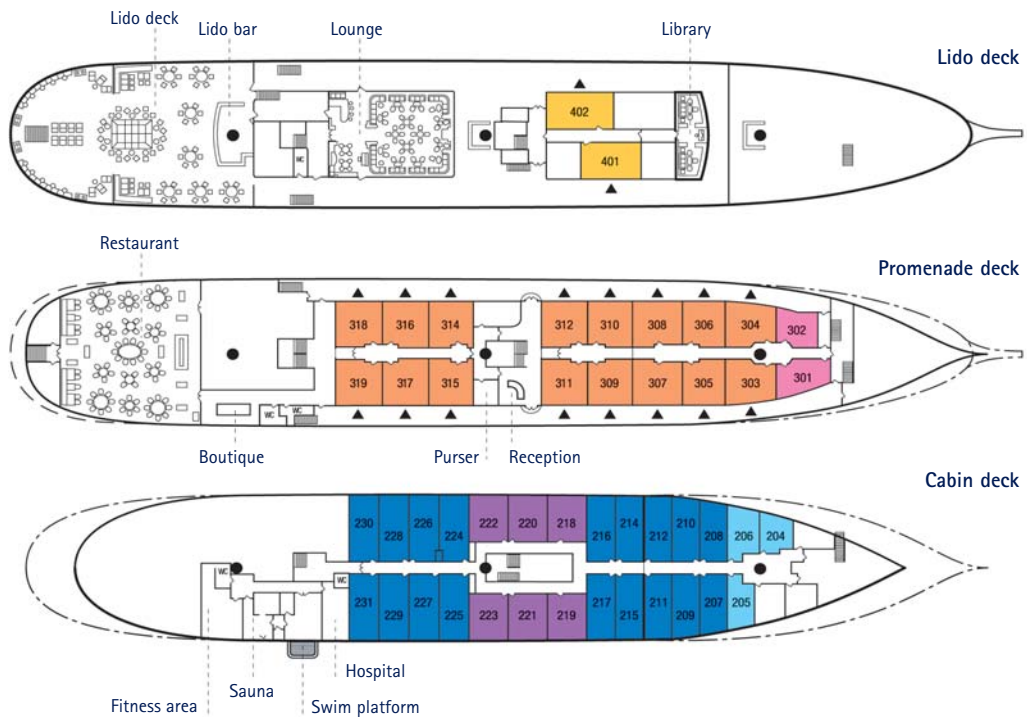 Lido deck
Lido bar
Lounge
Library
Lido deck
402
WC
401
Restaurant
Promenade deck
318 316 314 312 310 308 306 304 302
319 317 315 311 309 307 305 303 301
WC WC
Boutique
Purser
Reception
Cabin deck
230 228 226 224 222 220 218 216 214 212 210 208 206 204
WC
WC
231 229 227 225 223 221 219 217 215 211 209 207 205
Hospital
Sauna
Fitness area
Swim platform